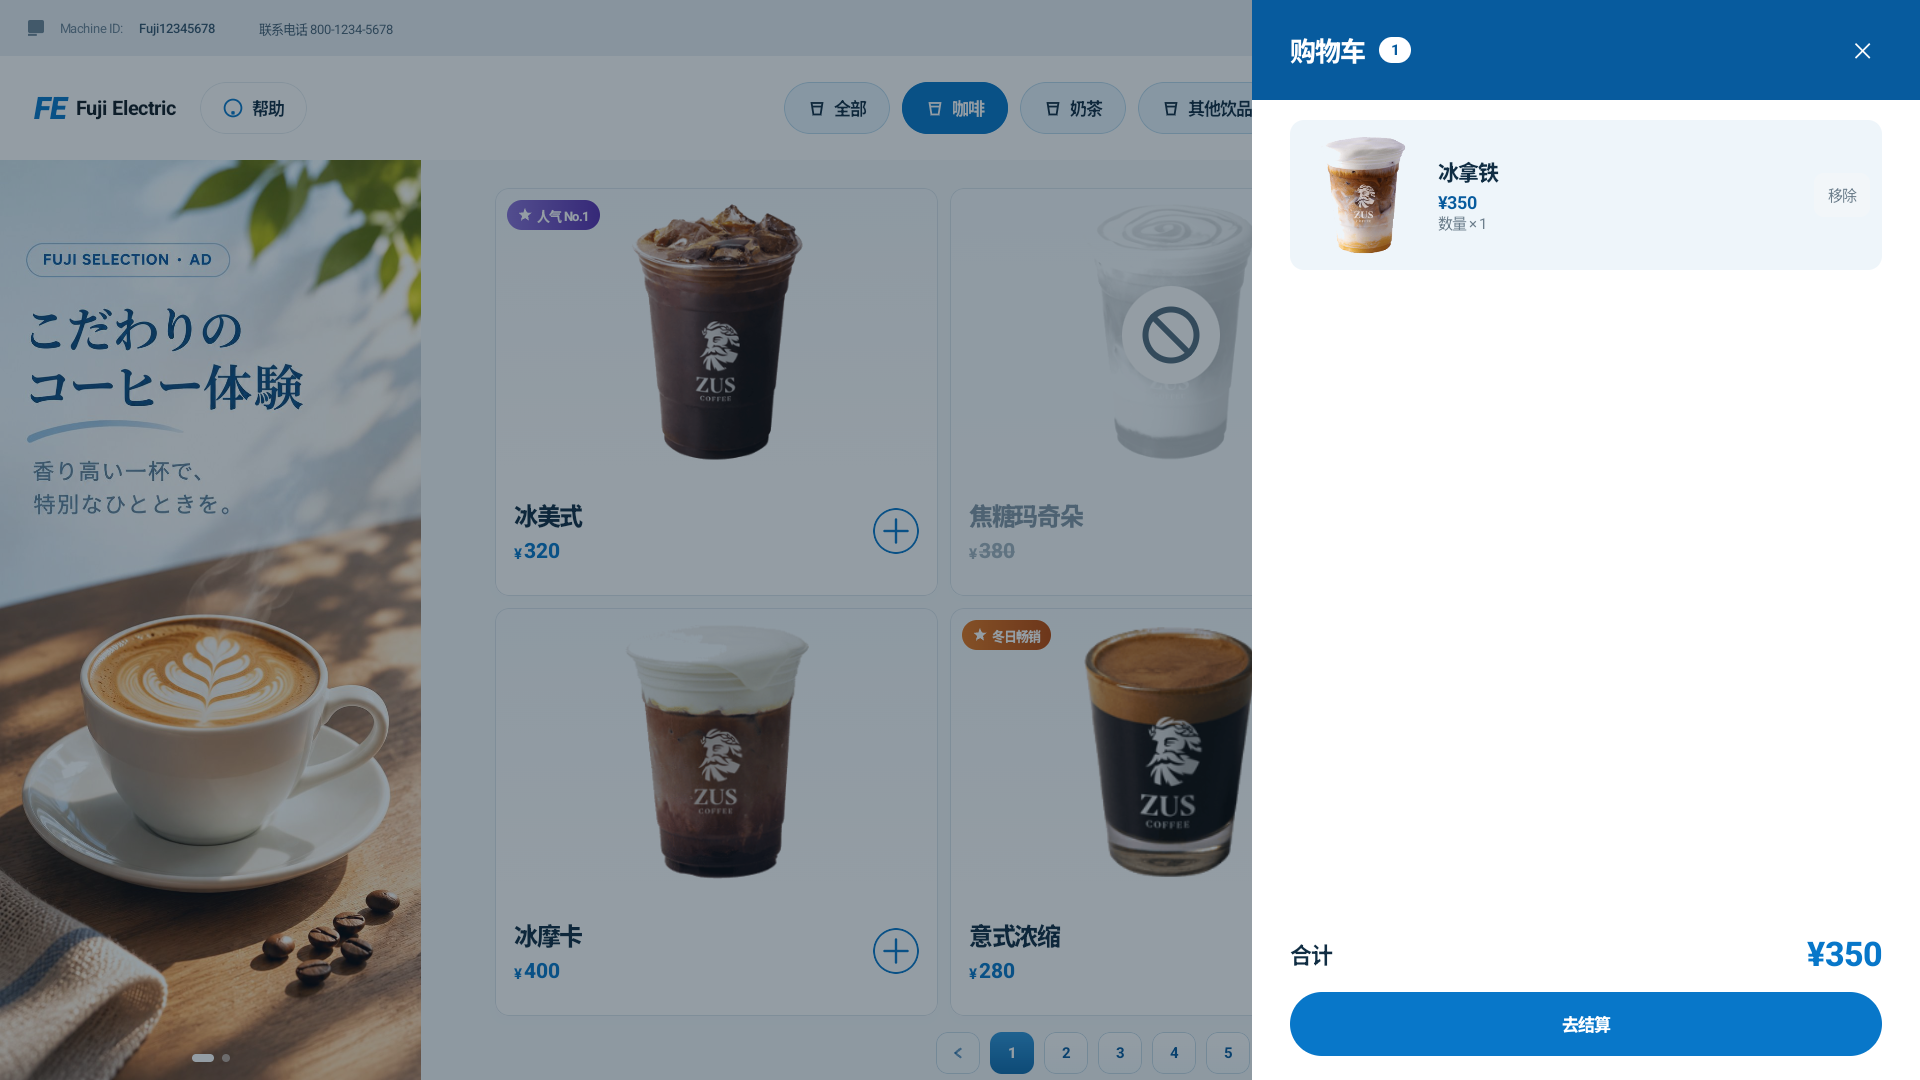 Machine ID: Fuji12345678 联系电话 800-1234-5678
FE Fuji Electric
帮助
全部
咖啡
奶茶
其他饮品
FUJI SELECTION・AD
こだわりの
コーヒー体験
香り高い一杯で、
特別なひとときを。
人气 No.1
ZUS
COFFEE
冰美式
¥320
焦糖玛奇朵
¥380
ZUS
COFFEE
冰摩卡
¥400
冬日畅销
ZUS
COFFEE
意式浓缩
¥280
1 2 3 4 5
购物车 1
ZUS
冰拿铁
¥350
数量 × 1
移除
合计 ¥350
去结算